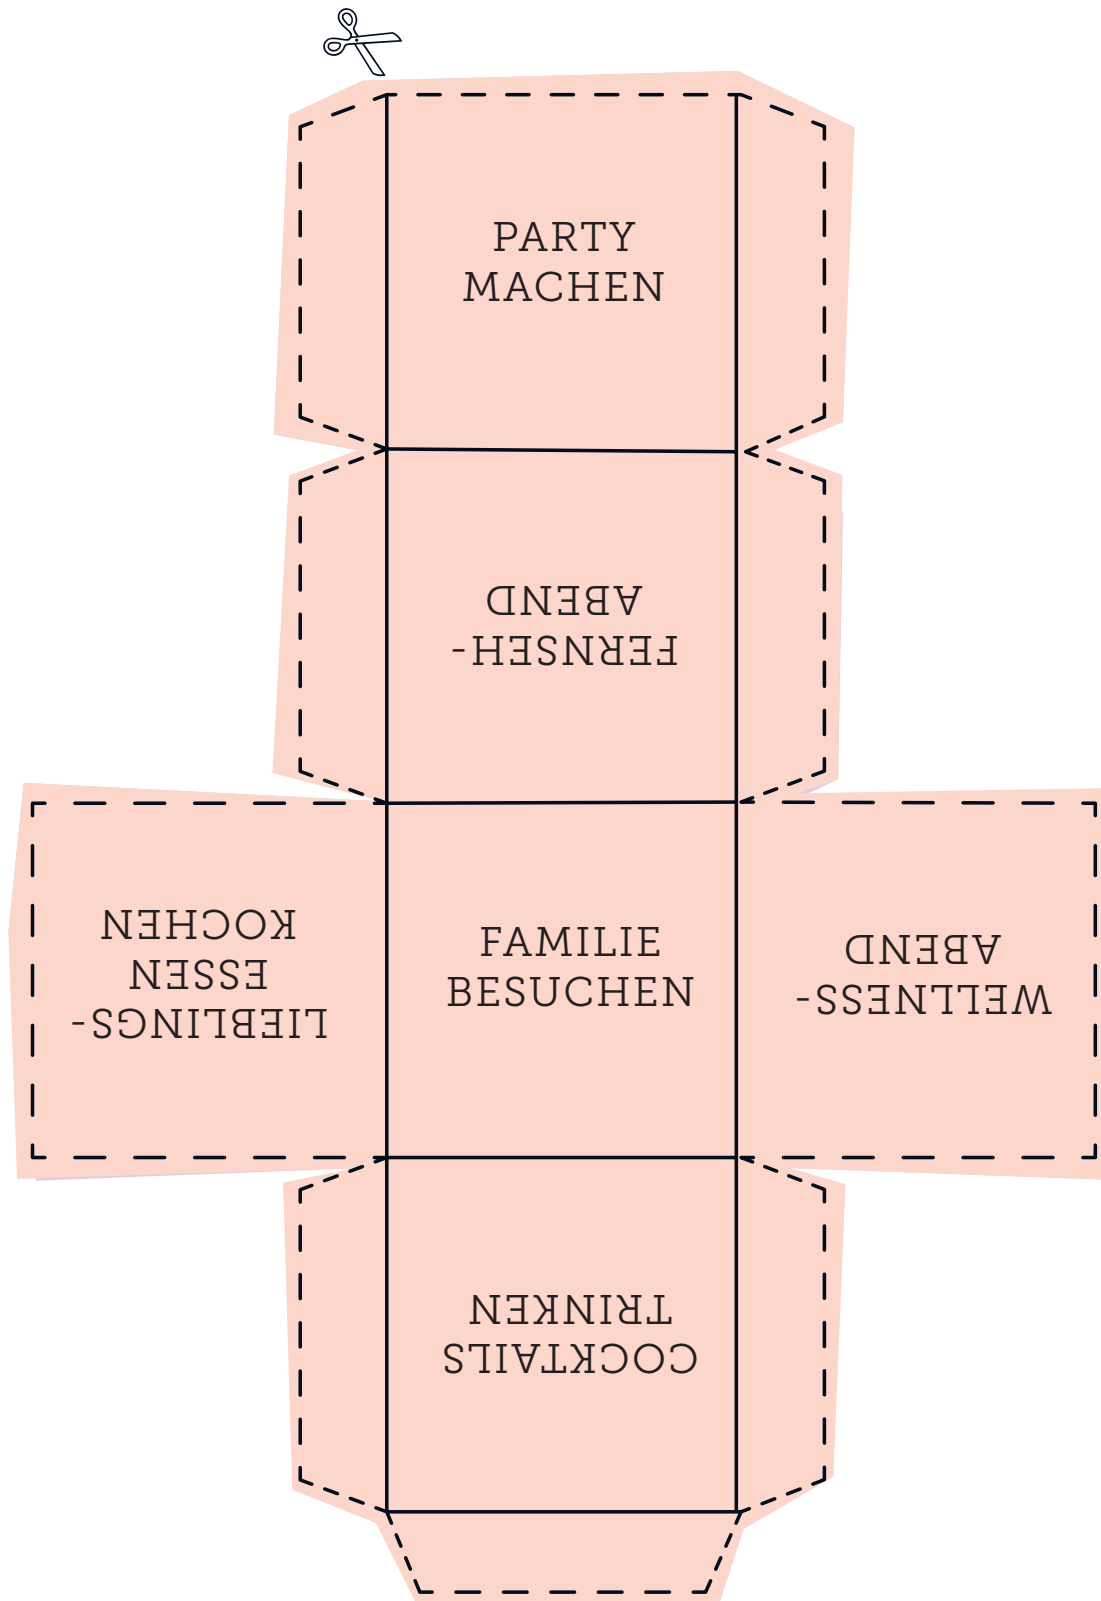 PARTY
MACHEN
FERNSEH-
ABEND
LIEBLINGS-
ESSEN
KOCHEN
FAMILIE
BESUCHEN
WELLNESS-
ABEND
COCKTAILS
TRINKEN